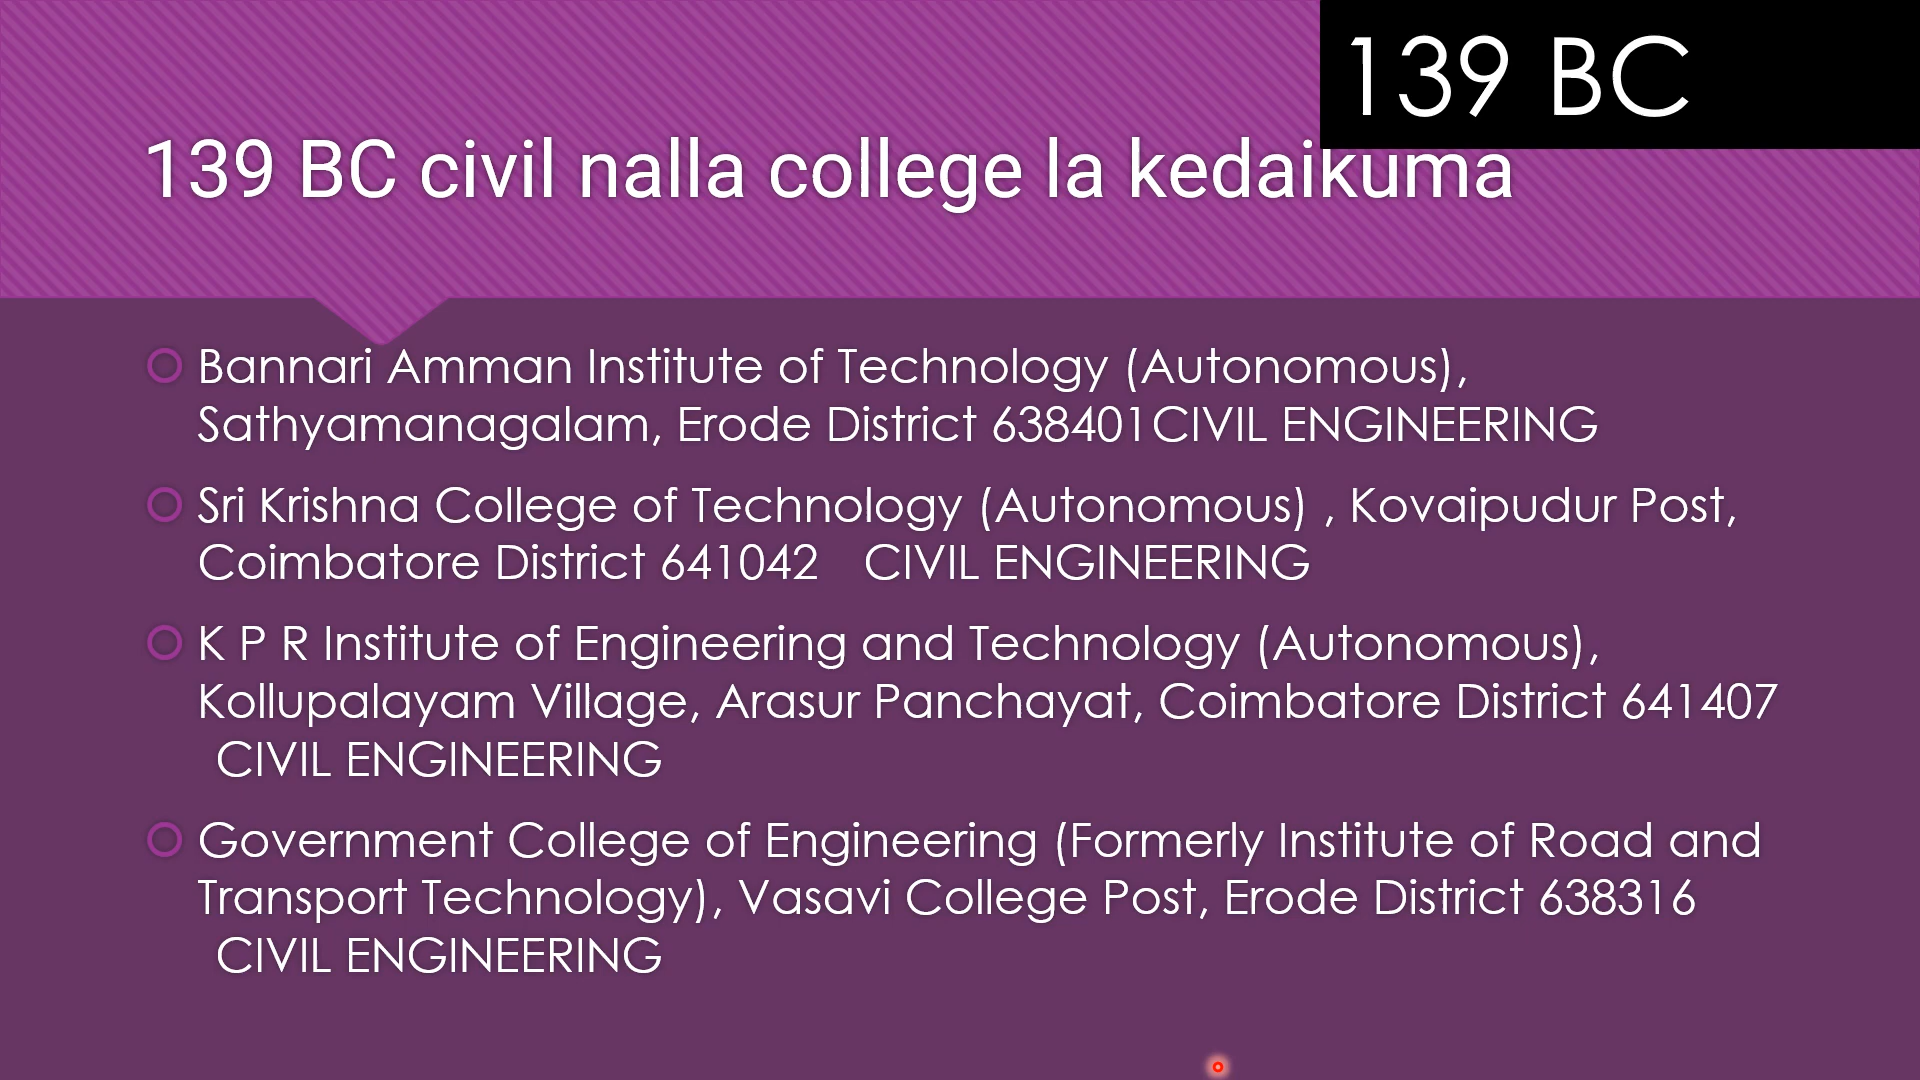 139 BC
139 BC civil nalla college la kedaikuma
Bannari Amman Institute of Technology (Autonomous),
Sathyamanagalam, Erode District 638401 CIVIL ENGINEERING
Sri Krishna College of Technology (Autonomous) , Kovaipudur Post,
Coimbatore District 641042 CIVIL ENGINEERING
K P R Institute of Engineering and Technology (Autonomous),
Kollupalayam Village, Arasur Panchayat, Coimbatore District 641407
CIVIL ENGINEERING
Government College of Engineering (Formerly Institute of Road and
Transport Technology), Vasavi College Post, Erode District 638316
CIVIL ENGINEERING